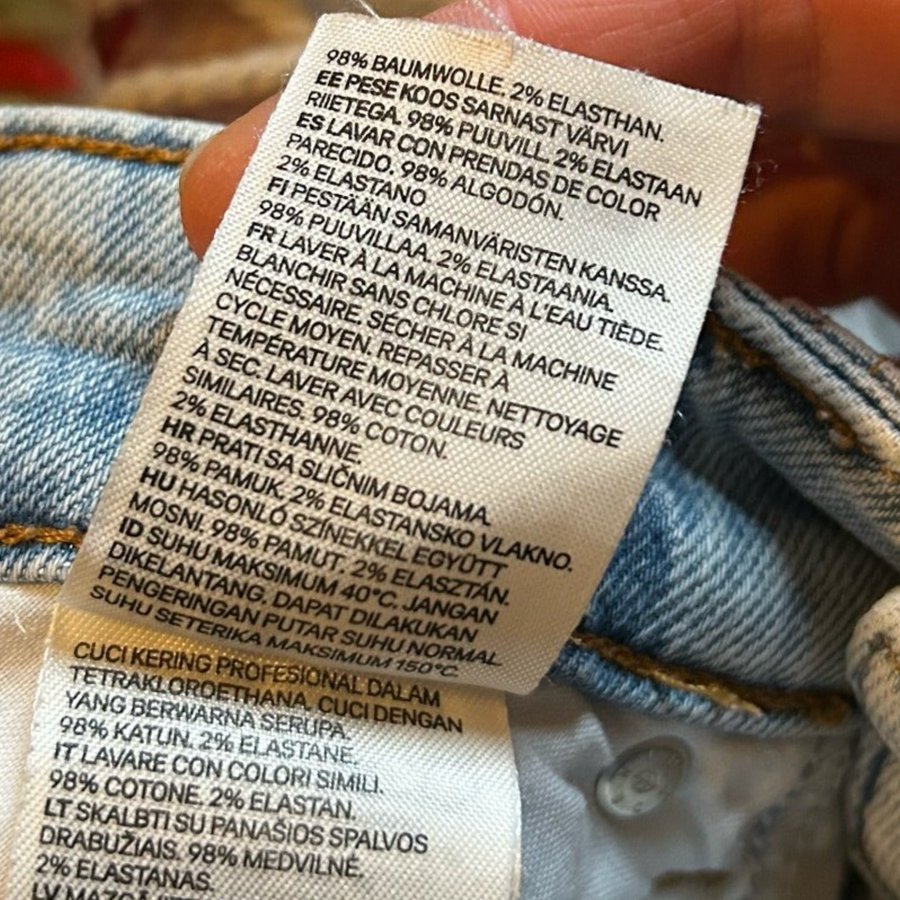 98% BAUMWOLLE. 2% ELASTHAN.
EE PESE KOOS SARNAST VÄRVI
RIIETEGA. 98% PUUVILL. 2% ELASTAAN
ES LAVAR CON PRENDAS DE COLOR
PARECIDO. 98% ALGODÓN.
2% ELASTANO
FI PESTÄÄN SAMANVÄRISTEN KANSSA.
98% PUUVILLAA. 2% ELASTAANIA.
FR LAVER À LA MACHINE À L'EAU TIÈDE.
BLANCHIR SANS CHLORE SI
NÉCESSAIRE. SÉCHER À LA MACHINE
CYCLE MOYEN. REPASSER À
TEMPÉRATURE MOYENNE. NETTOYAGE
À SEC. LAVER AVEC COULEURS
SIMILAIRES. 98% COTON.
2% ELASTHANNE.
HR PRATI SA SLIČNIM BOJAMA.
98% PAMUK. 2% ELASTANSKO VLAKNO.
HU HASONLÓ SZÍNEKKEL EGYÜTT
MOSNI. 98% PAMUT. 2% ELASZTÁN.
ID SUHU MAKSIMUM 40°C. JANGAN
DIKELANTANG. DAPAT DILAKUKAN
PENGERINGAN PUTAR SUHU NORMAL
SUHU SETERIKA MAKSIMUM 150°C
CUCI KERING PROFESIONAL DALAM
TETRAKLOROETHANA. CUCI DENGAN
YANG BERWARNA SERUPA.
98% KATUN. 2% ELASTANE.
IT LAVARE CON COLORI SIMILI.
98% COTONE. 2% ELASTAN.
LT SKALBTI SU PANAŠIOS SPALVOS
DRABUŽIAIS. 98% MEDVILNĖ.
2% ELASTANAS.
LV MAZGĀT